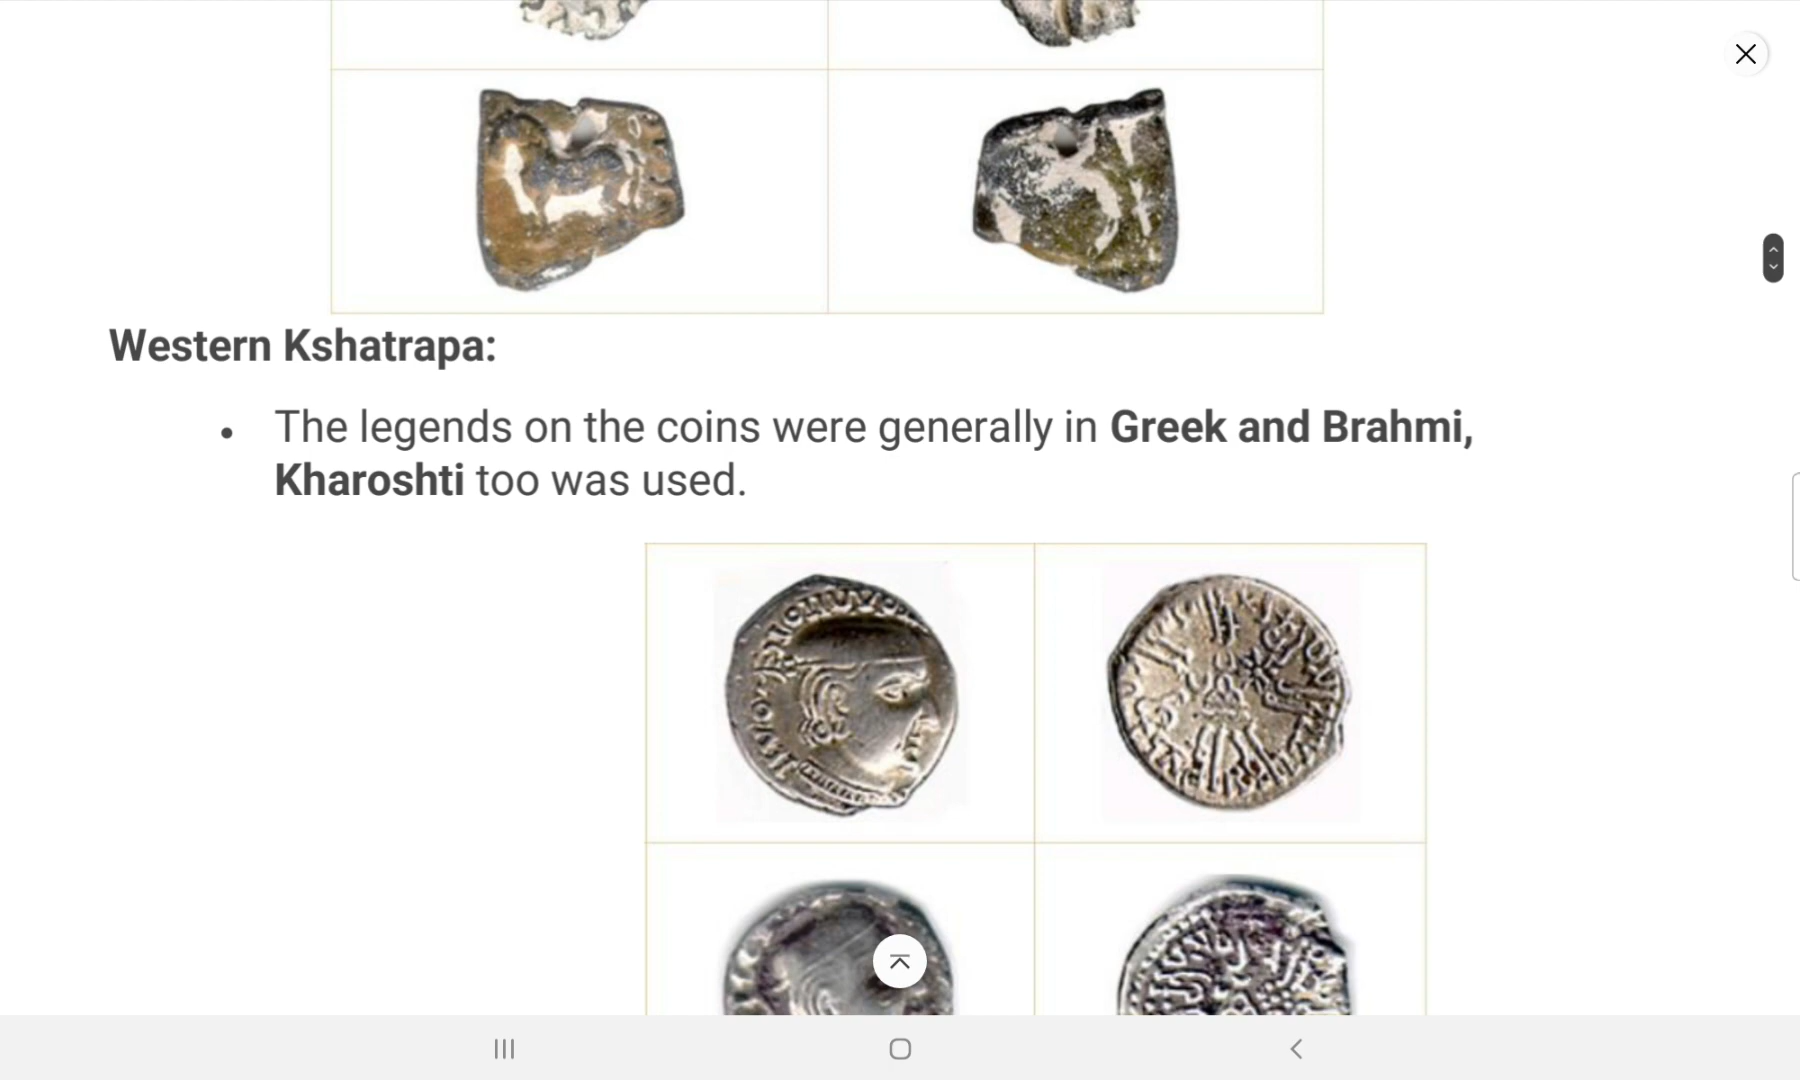 Western Kshatrapa:
• The legends on the coins were generally in Greek and Brahmi,
Kharoshti too was used.